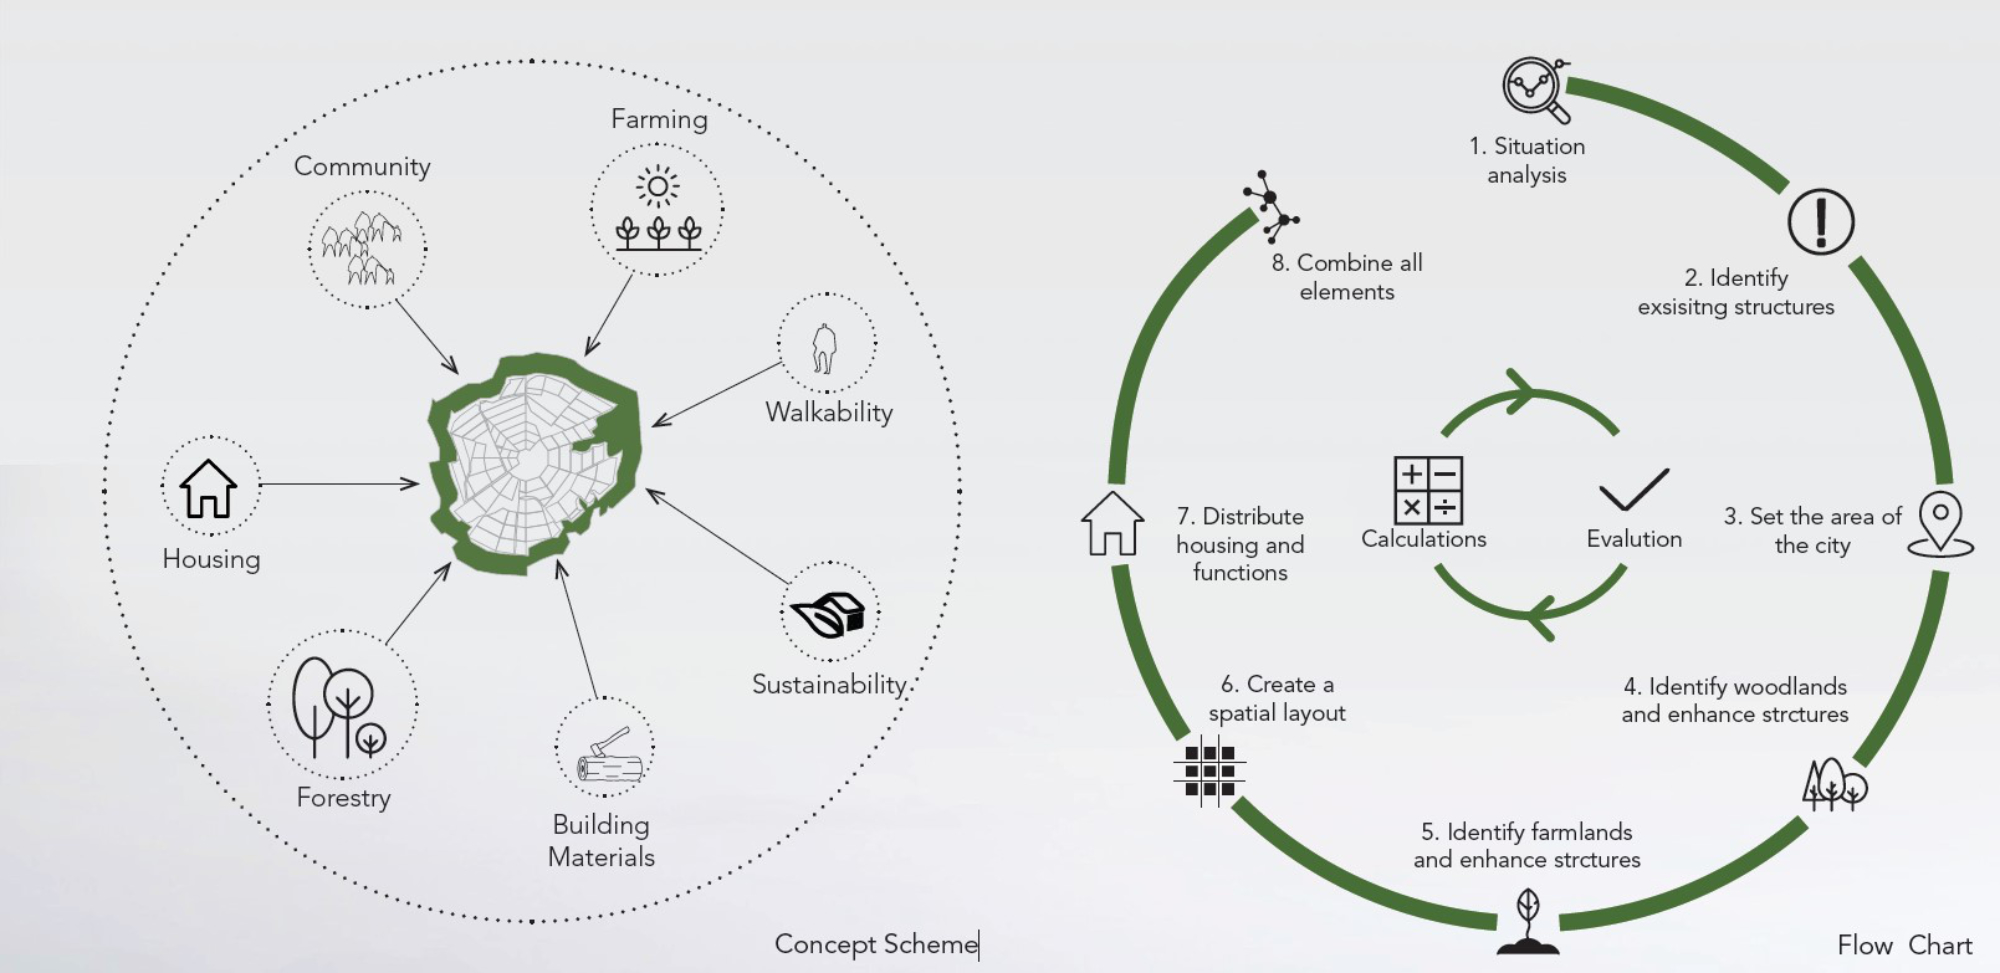 Farming
Community
Walkability
Housing
Sustainability
Forestry
Building
Materials
Concept Scheme
1. Situation
analysis
2. Identify
exsisitng structures
3. Set the area of
the city
4. Identify woodlands
and enhance strctures
5. Identify farmlands
and enhance strctures
6. Create a
spatial layout
7. Distribute
housing and
functions
8. Combine all
elements
Calculations
Evalution
Flow Chart